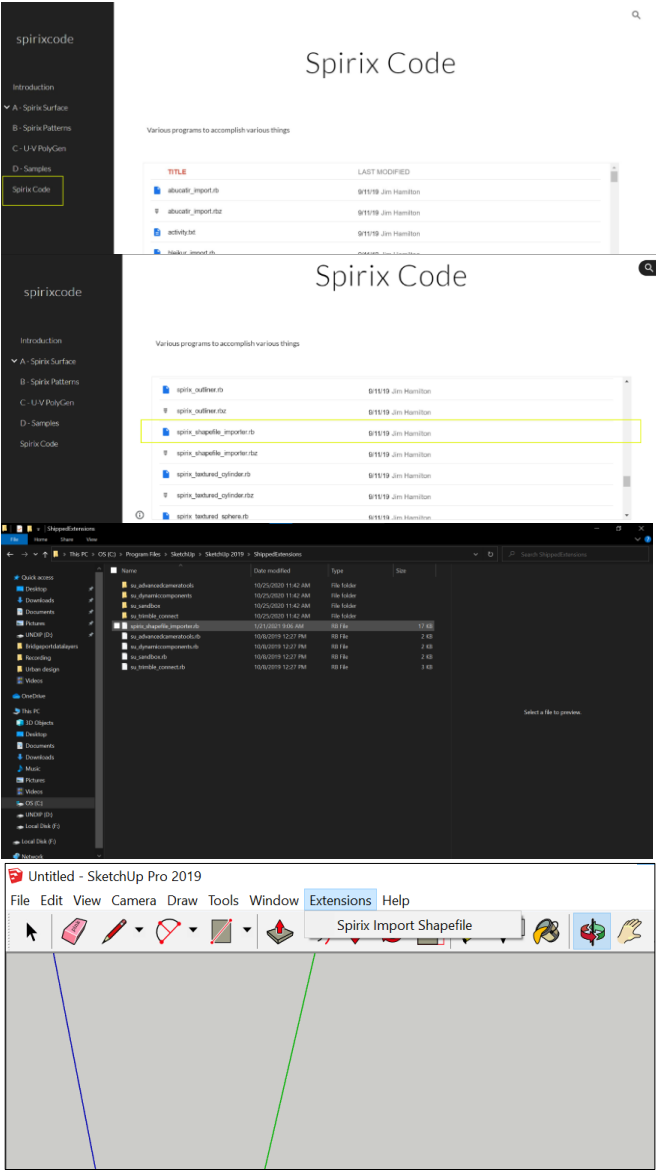 spirixcode
Introduction
A - Spirix Surface
B - Spirix Patterns
C - U-V PolyGen
D - Samples
Spirix Code
Spirix Code
Various programs to accomplish various things
TITLE LAST MODIFIED
abucatir_import.rb 9/11/19 Jim Hamilton
abucatir_import.rbz 9/11/19 Jim Hamilton
activity.txt 9/11/19 Jim Hamilton
spirixcode
Introduction
A - Spirix Surface
B - Spirix Patterns
C - U-V PolyGen
D - Samples
Spirix Code
Spirix Code
Various programs to accomplish various things
spirix_outliner.rb 9/11/19 Jim Hamilton
spirix_outliner.rbz 9/11/19 Jim Hamilton
spirix_shapefile_importer.rb 9/11/19 Jim Hamilton
spirix_shapefile_importer.rbz 9/11/19 Jim Hamilton
spirix_textured_cylinder.rb 9/11/19 Jim Hamilton
spirix_textured_cylinder.rbz 9/11/19 Jim Hamilton
spirix_textured_sphere.rb 9/11/19 Jim Hamilton
ShippedExtensions
File Home Share View
This PC > OS (C:) > Program Files > SketchUp > SketchUp 2019 > ShippedExtensions
Search ShippedExtensions
Quick access
Desktop
Downloads
Documents
Pictures
UNDIP (D:)
Bridgeportdatalayers
Recording
Urban design
Videos
OneDrive
This PC
3D Objects
Desktop
Documents
Downloads
Music
Pictures
Videos
OS (C:)
UNDIP (D:)
Local Disk (F:)
Local Disk (F:)
Network
Name Date modified Type Size
su_advancedcameratools 10/25/2020 11:42 AM File folder
su_dynamiccomponents 10/25/2020 11:42 AM File folder
su_sandbox 10/25/2020 11:42 AM File folder
su_trimble_connect 10/25/2020 11:42 AM File folder
spirix_shapefile_importer.rb 1/21/2021 9:06 AM RB File 17 KB
su_advancedcameratools.rb 10/8/2019 12:27 PM RB File 2 KB
su_dynamiccomponents.rb 10/8/2019 12:27 PM RB File 2 KB
su_sandbox.rb 10/8/2019 12:27 PM RB File 2 KB
su_trimble_connect.rb 10/8/2019 12:27 PM RB File 3 KB
Select a file to preview.
Untitled - SketchUp Pro 2019
File Edit View Camera Draw Tools Window Extensions Help
Spirix Import Shapefile